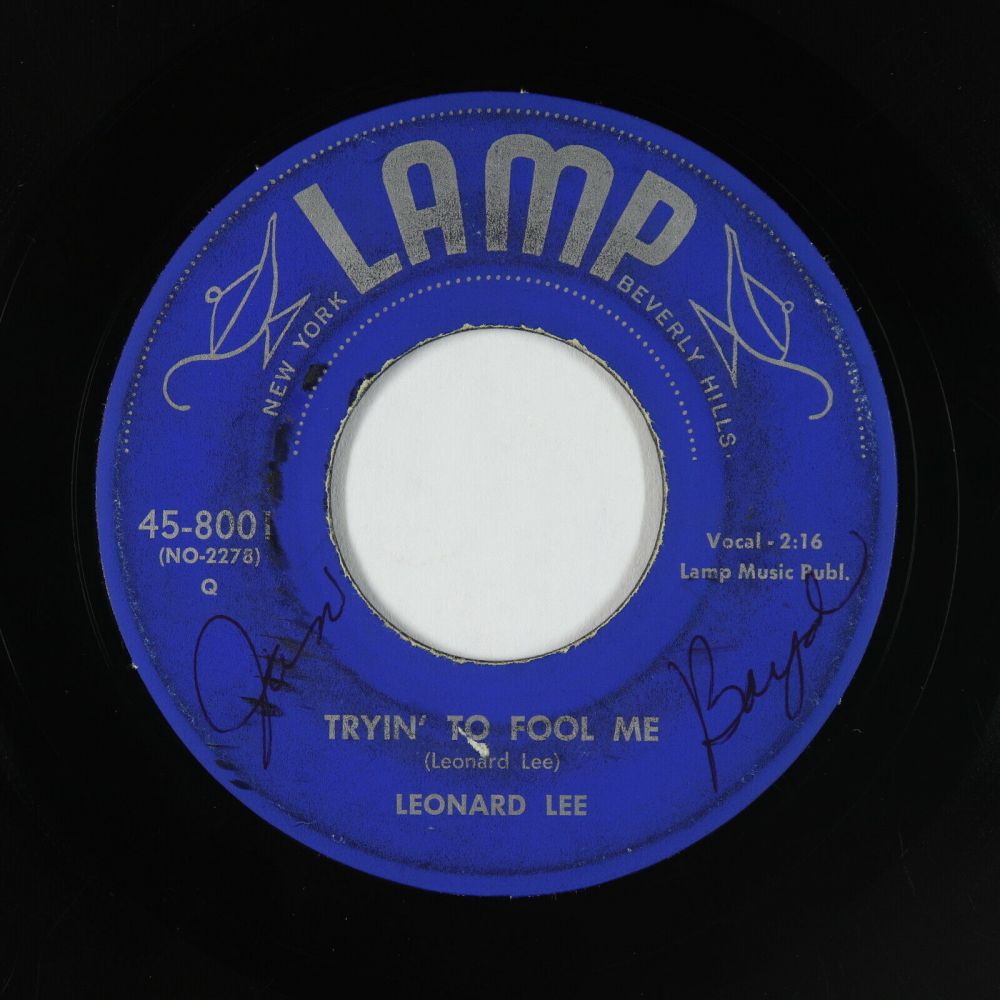 LAMP
NEW YORK
BEVERLY HILLS.
45-800
(NO-2278)
Q
Vocal - 2:16
Lamp Music Publ.
TRYIN' TO FOOL ME
(Leonard Lee)
LEONARD LEE